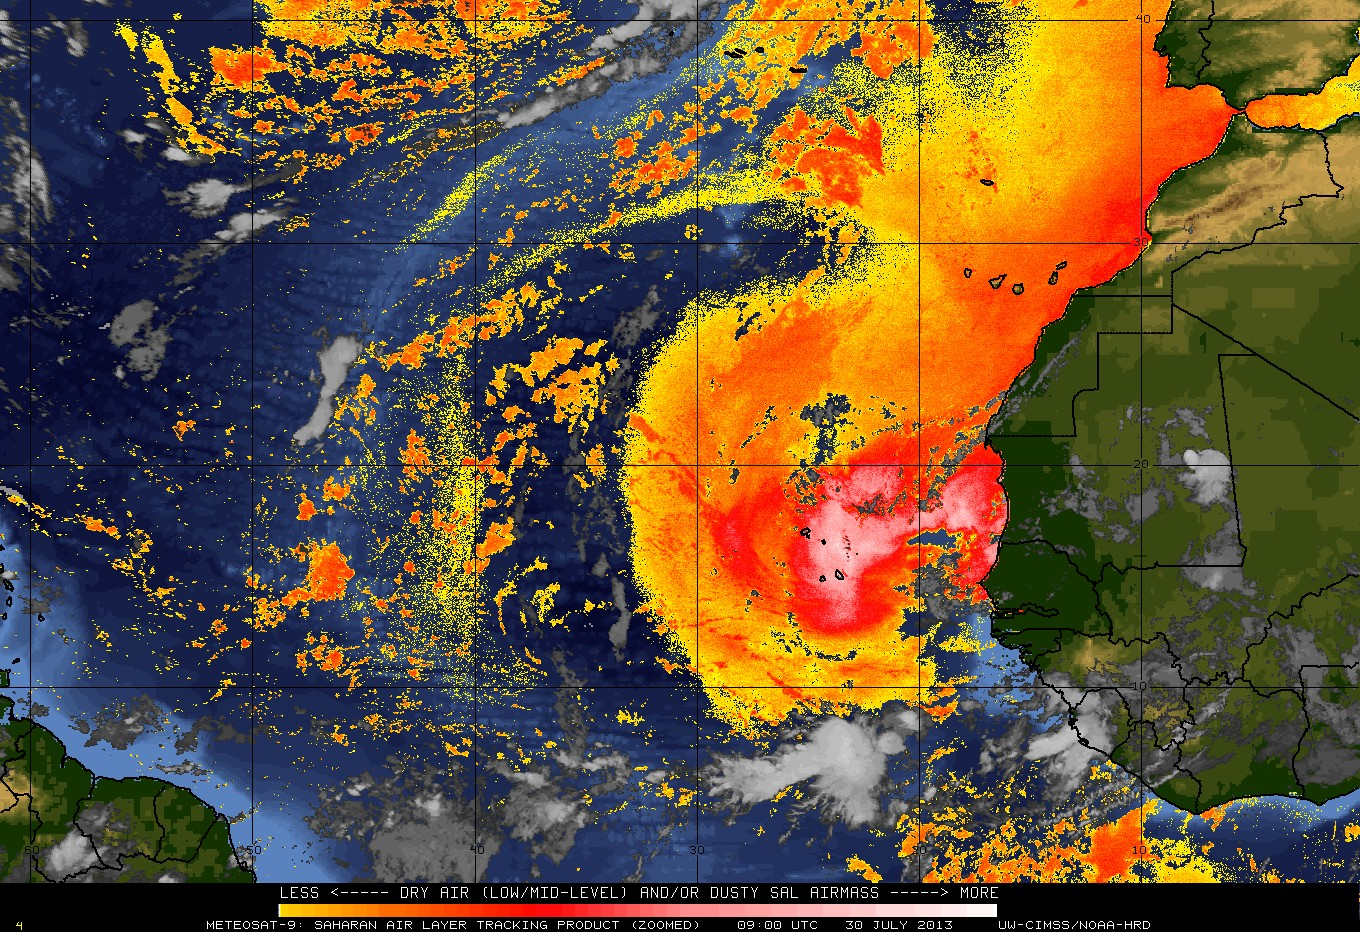 40
30
20
10
60 50 40 30 20 10
LESS <----- DRY AIR (LOW/MID-LEVEL) AND/OR DUSTY SAL AIRMASS -----> MORE
4 METEOSAT-9: SAHARAN AIR LAYER TRACKING PRODUCT (ZOOMED) 09:00 UTC 30 JULY 2013 UW-CIMSS/NOAA-HRD